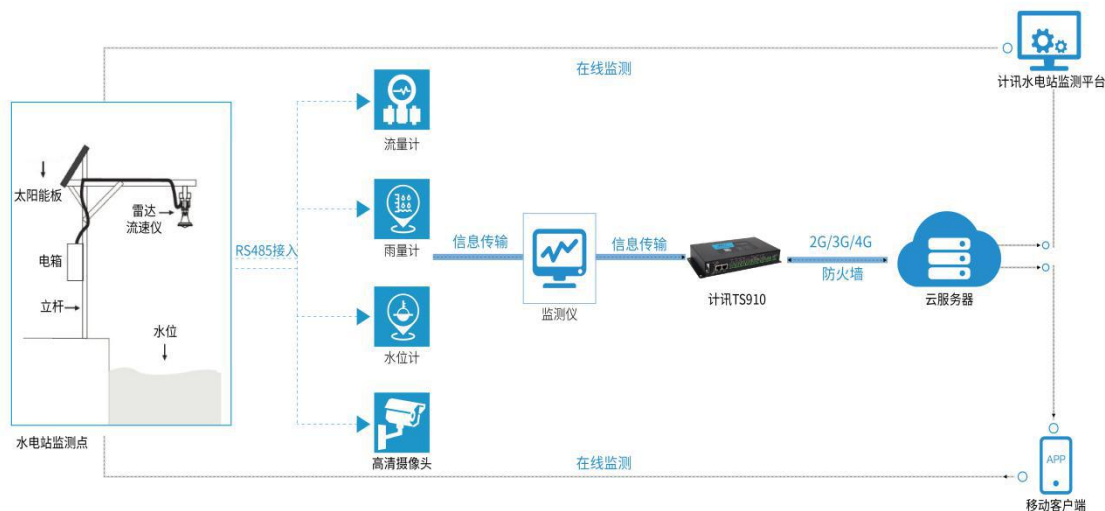 在线监测
计讯水电站监测平台
流量计
太阳能板
雷达
流速仪
电箱
立杆
水位
水电站监测点
RS485接入
雨量计
信息传输
监测仪
信息传输
计讯TS910
2G/3G/4G
防火墙
云服务器
水位计
高清摄像头
在线监测
APP
移动客户端